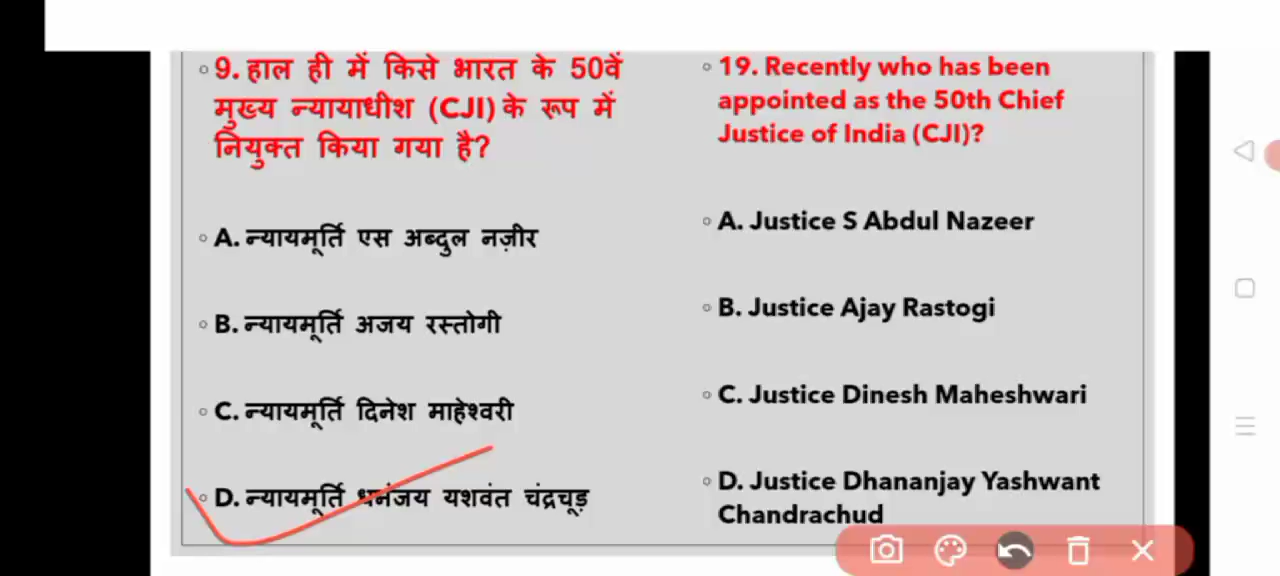 9. हाल ही में किसे भारत के 50वें
मुख्य न्यायाधीश (CJI) के रूप में
नियुक्त किया गया है?
A. न्यायमूर्ति एस अब्दुल नज़ीर
B. न्यायमूर्ति अजय रस्तोगी
C. न्यायमूर्ति दिनेश माहेश्वरी
D. न्यायमूर्ति धनंजय यशवंत चंद्रचूड़
19. Recently who has been
appointed as the 50th Chief
Justice of India (CJI)?
A. Justice S Abdul Nazeer
B. Justice Ajay Rastogi
C. Justice Dinesh Maheshwari
D. Justice Dhananjay Yashwant
Chandrachud